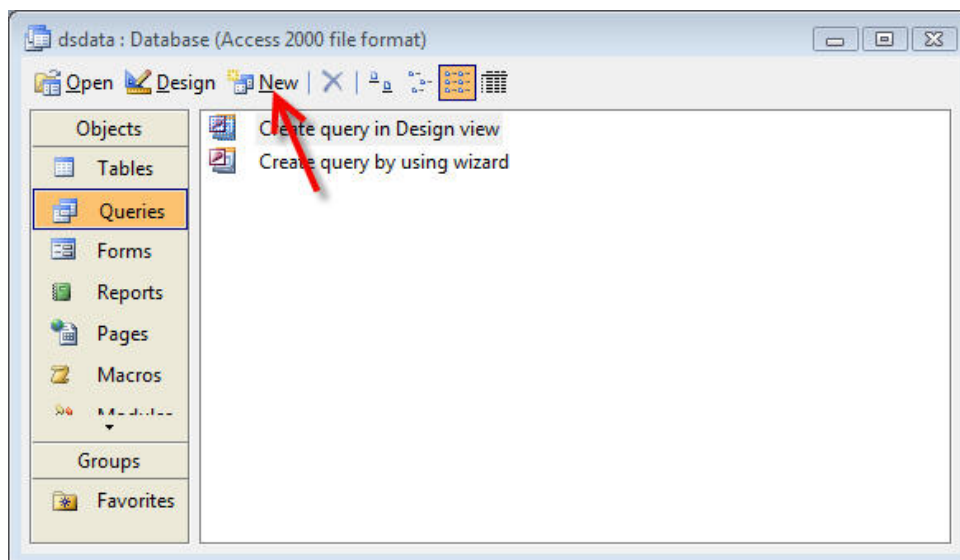 dsdata : Database (Access 2000 file format)
Open Design New
Objects
Tables
Queries
Forms
Reports
Pages
Macros
Groups
Favorites
Create query in Design view
Create query by using wizard